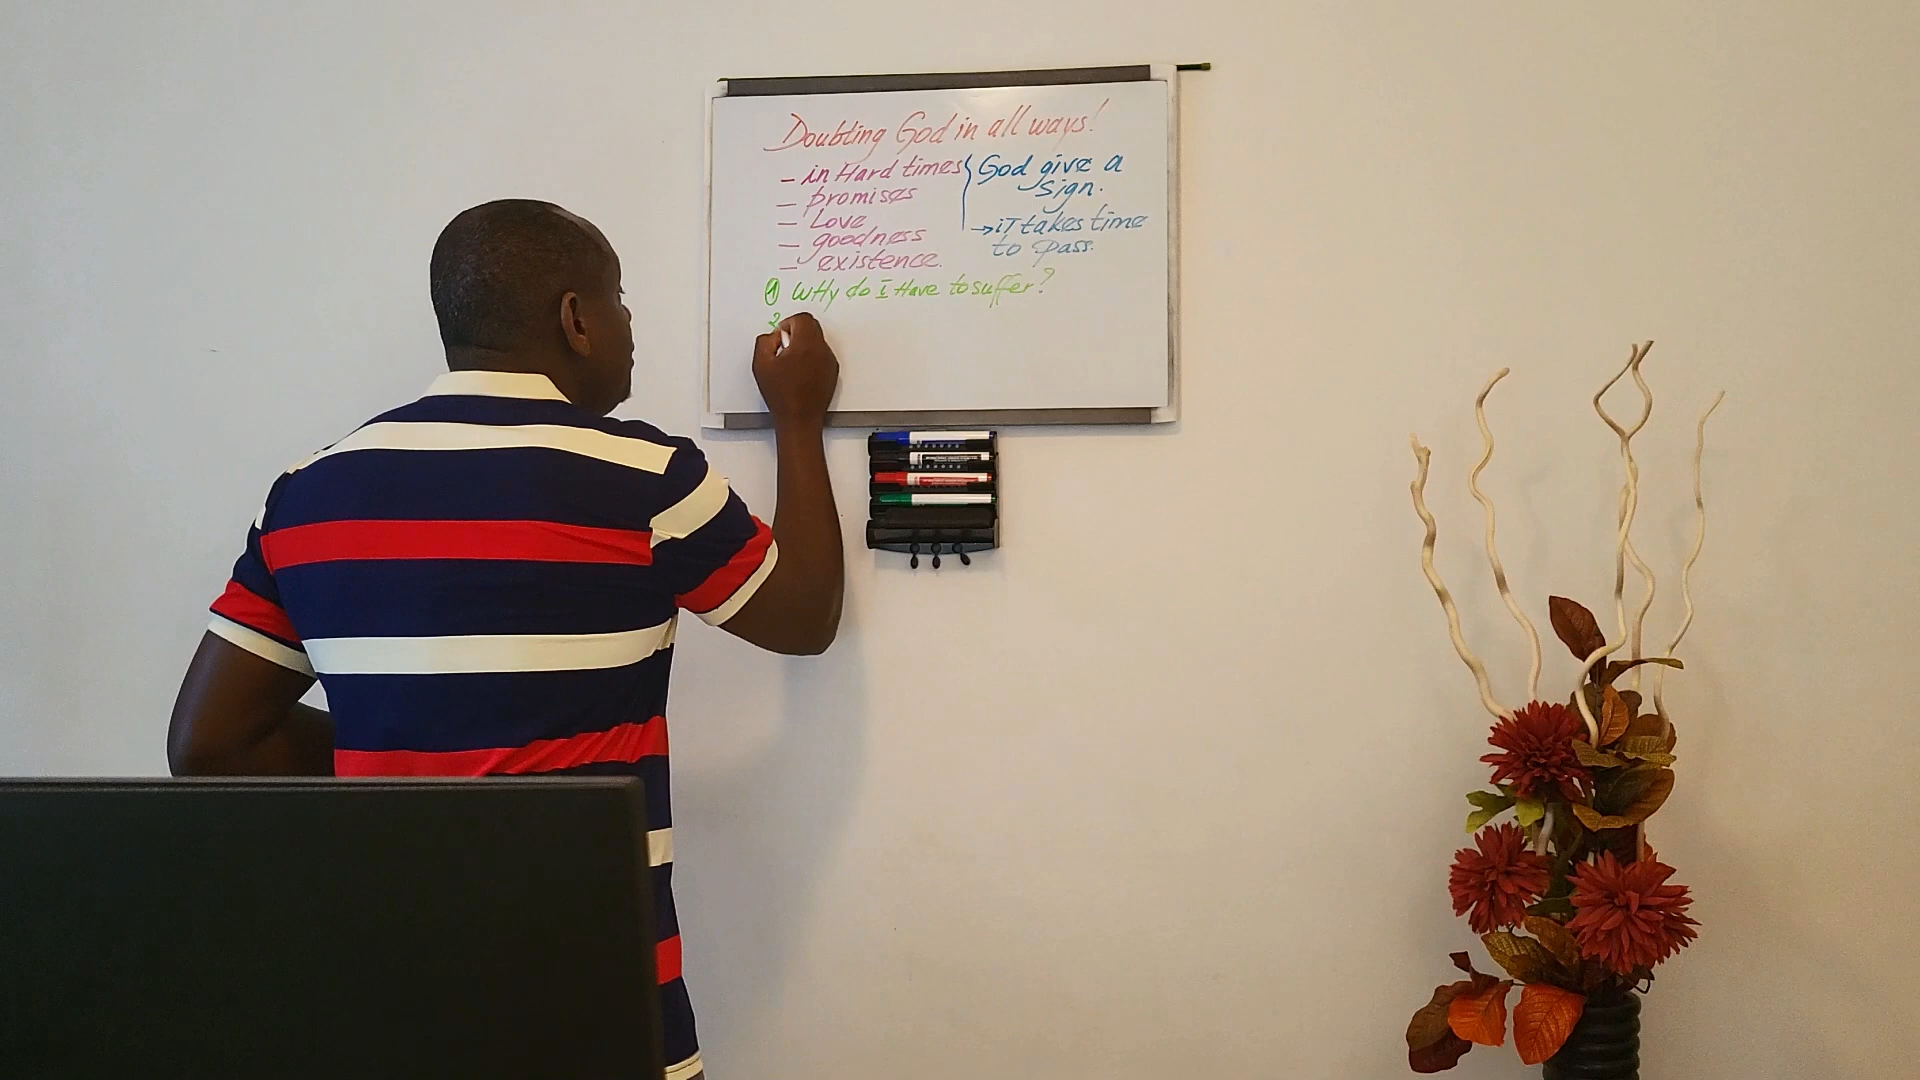 Doubting God in all ways!
- in Hard times
- promises
- Love
- goodness
- existence.
God give a
sign.
→ iT takes time
to pass.
① WHy do I Have to suffer?
2